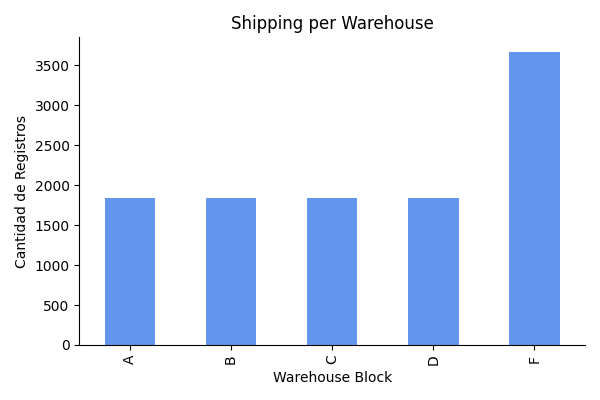 Shipping per Warehouse
Cantidad de Registros
3500
3000
2500
2000
1500
1000
500
0
A
B
C
D
F
Warehouse Block